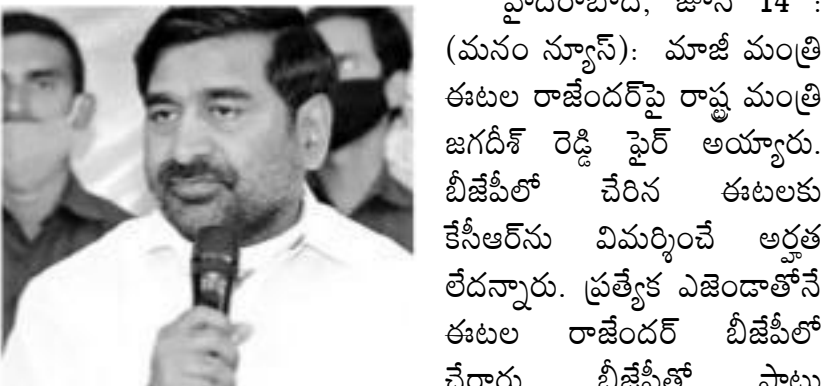 హైదరాబాద్, జూన్ 14 :
(మనం న్యూస్): మాజీ మంత్రి
ఈటల రాజేందర్‌పై రాష్ట్ర మంత్రి
జగదీశ్ రెడ్డి ఫైర్ అయ్యారు.
బీజేపీలో చేరిన ఈటలకు
కేసీఆర్‌ను విమర్శించే అర్హత
లేదన్నారు. ప్రత్యేక ఎజెండాతోనే
ఈటల రాజేందర్ బీజేపీలో
చేరారు. బీజేపీతో పాటు